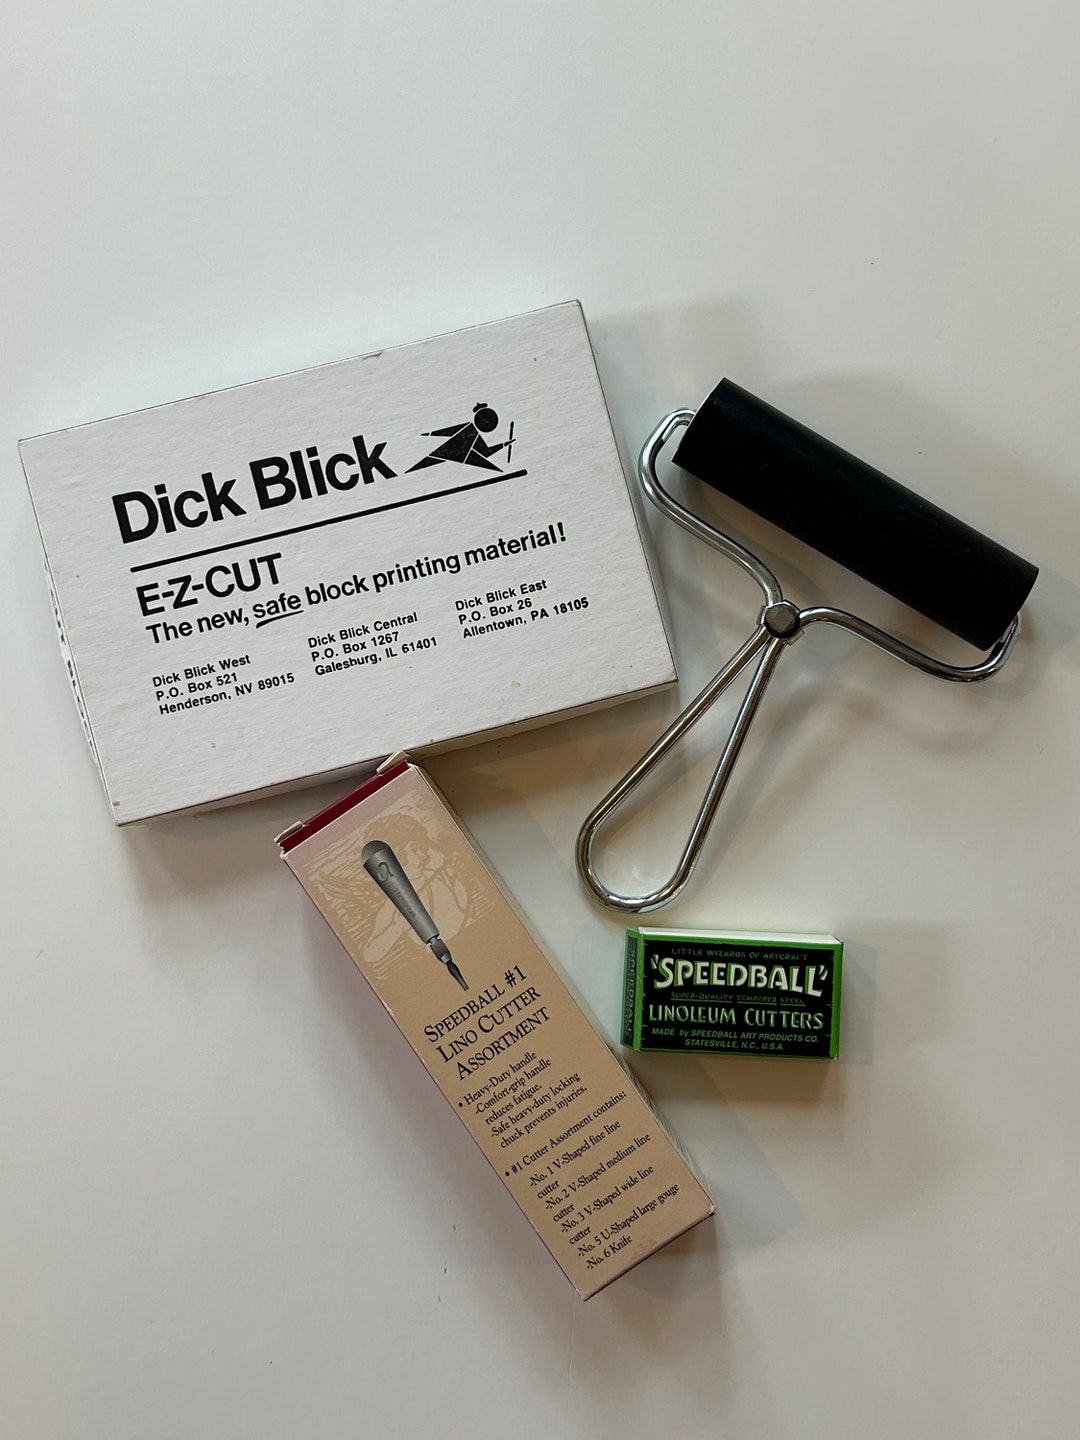 Dick Blick
E-Z-CUT
The new, safe block printing material!
Dick Blick West
P.O. Box 521
Henderson, NV 89015
Dick Blick Central
P.O. Box 1267
Galesburg, IL 61401
Dick Blick East
P.O. Box 26
Allentown, PA 18105
SPEEDBALL #1
LINO CUTTER
ASSORTMENT
• Heavy-Duty handle
-Comfort-grip handle
reduces fatigue.
-Safe heavy-duty locking
chuck prevents injuries.
• #1 Cutter Assortment contains:
-No. 1 V-Shaped fine line
cutter
-No. 2 V-Shaped medium line
cutter
-No. 3 V-Shaped wide line
cutter
-No. 5 U-Shaped large gouge
-No. 6 Knife
LITTLE WIZARDS OF ARTCRAFT
"SPEEDBALL"
SUPER-QUALITY TEMPERED STEEL
LINOLEUM CUTTERS
MADE by SPEEDBALL ART PRODUCTS CO.
STATESVILLE, N.C., U.S.A.
SPEEDBALL